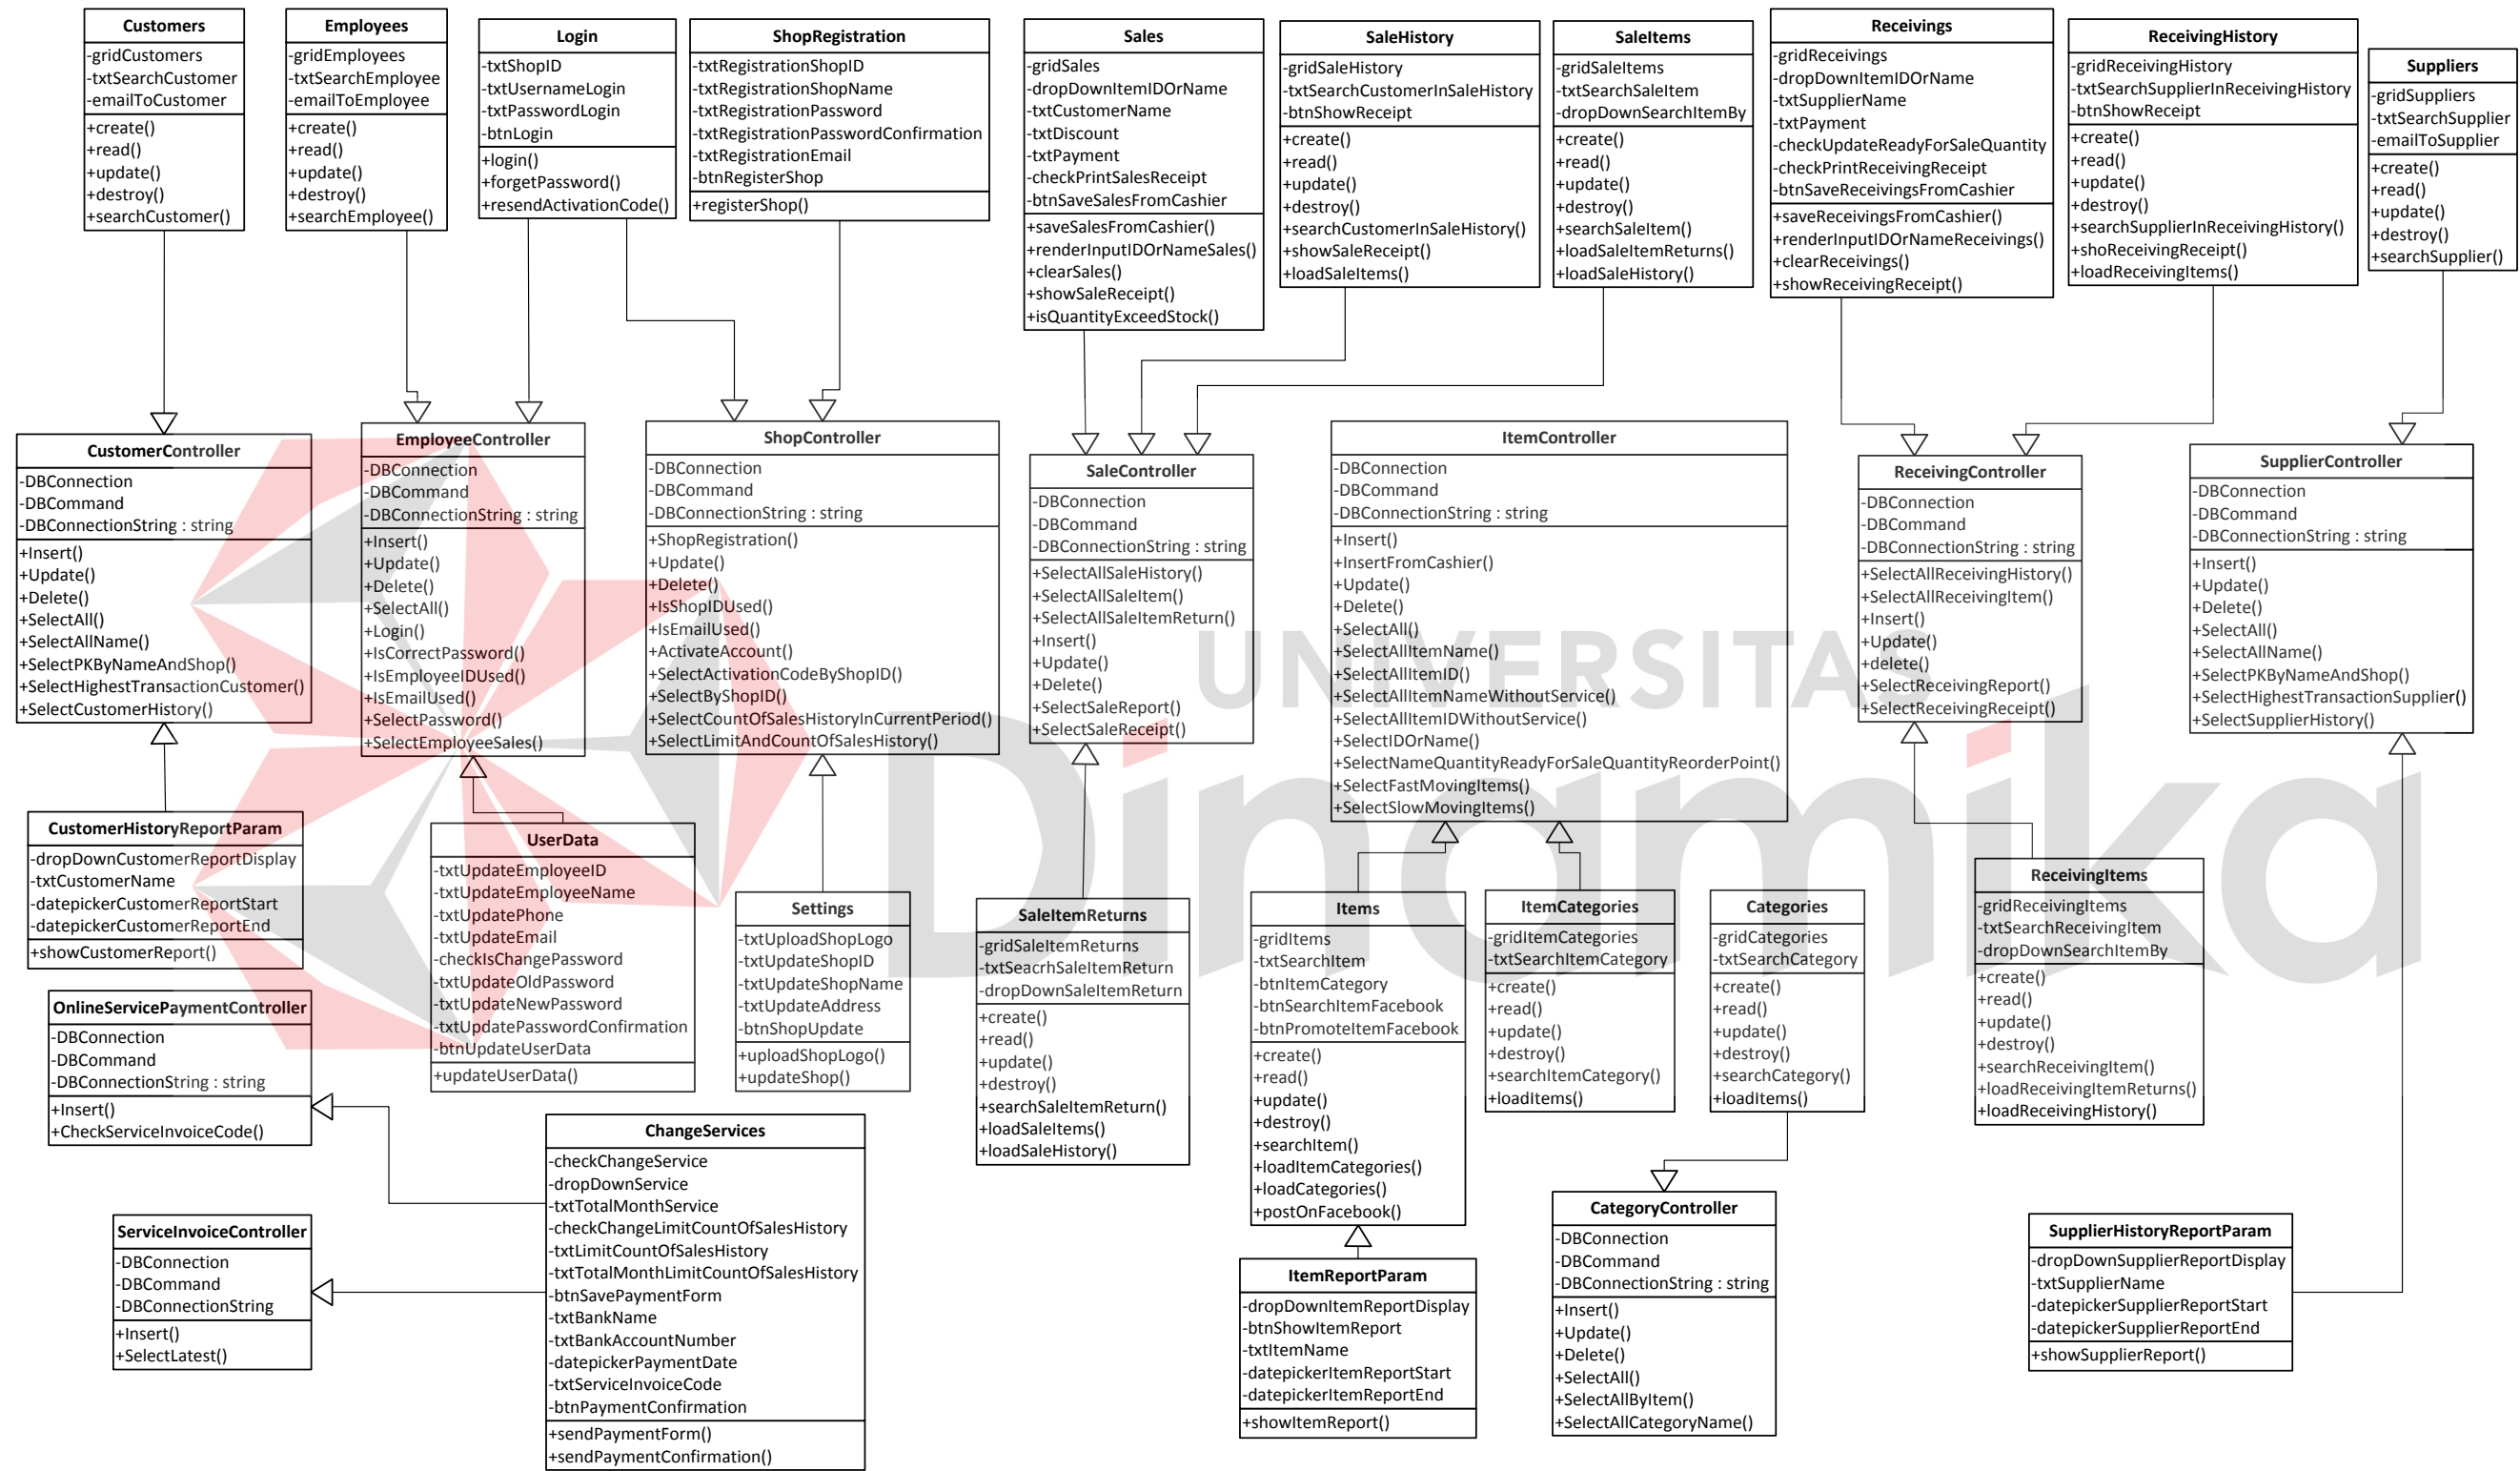 Customers
-gridCustomers
-txtSearchCustomer
-emailToCustomer
+create()
+read()
+update()
+destroy()
+searchCustomer()
Employees
-gridEmployees
-txtSearchEmployee
-emailToEmployee
+create()
+read()
+update()
+destroy()
+searchEmployee()
Login
-txtShopID
-txtUsernameLogin
-txtPasswordLogin
-btnLogin
+login()
+forgetPassword()
+resendActivationCode()
ShopRegistration
-txtRegistrationShopID
-txtRegistrationShopName
-txtRegistrationPassword
-txtRegistrationPasswordConfirmation
-txtRegistrationEmail
-btnRegisterShop
+registerShop()
Sales
-gridSales
-dropDownItemIDOrName
-txtCustomerName
-txtDiscount
-txtPayment
-checkPrintSalesReceipt
-btnSaveSalesFromCashier
+saveSalesFromCashier()
+renderInputIDOrNameSales()
+clearSales()
+showSaleReceipt()
+isQuantityExceedStock()
SaleHistory
-gridSaleHistory
-txtSearchCustomerInSaleHistory
-btnShowReceipt
+create()
+read()
+update()
+destroy()
+searchCustomerInSaleHistory()
+showSaleReceipt()
+loadSaleItems()
SaleItems
-gridSaleItems
-txtSearchSaleItem
-dropDownSearchItemBy
+create()
+read()
+update()
+destroy()
+searchSaleItem()
+loadSaleItemReturns()
+loadSaleHistory()
Receivings
-gridReceivings
-dropDownItemIDOrName
-txtSupplierName
-txtPayment
-checkUpdateReadyForSaleQuantity
-checkPrintReceivingReceipt
-btnSaveReceivingsFromCashier
+saveReceivingsFromCashier()
+renderInputIDOrNameReceivings()
+clearReceivings()
+showReceivingReceipt()
ReceivingHistory
-gridReceivingHistory
-txtSearchSupplierInReceivingHistory
-btnShowReceipt
+create()
+read()
+update()
+destroy()
+searchSupplierInReceivingHistory()
+shoReceivingReceipt()
+loadReceivingItems()
Suppliers
-gridSuppliers
-txtSearchSupplier
-emailToSupplier
+create()
+read()
+update()
+destroy()
+searchSupplier()
CustomerController
-DBConnection
-DBCommand
-DBConnectionString : string
+Insert()
+Update()
+Delete()
+SelectAll()
+SelectAllName()
+SelectPKByNameAndShop()
+SelectHighestTransactionCustomer()
+SelectCustomerHistory()
EmployeeController
-DBConnection
-DBCommand
-DBConnectionString : string
+Insert()
+Update()
+Delete()
+SelectAll()
+Login()
+IsCorrectPassword()
+IsEmployeeIDUsed()
+IsEmailUsed()
+SelectPassword()
+SelectEmployeeSales()
ShopController
-DBConnection
-DBCommand
-DBConnectionString : string
+ShopRegistration()
+Update()
+Delete()
+IsShopIDUsed()
+IsEmailUsed()
+ActivateAccount()
+SelectActivationCodeByShopID()
+SelectByShopID()
+SelectCountOfSalesHistoryInCurrentPeriod()
+SelectLimitAndCountOfSalesHistory()
SaleController
-DBConnection
-DBCommand
-DBConnectionString : string
+SelectAllSaleHistory()
+SelectAllSaleItem()
+SelectAllSaleItemReturn()
+Insert()
+Update()
+Delete()
+SelectSaleReport()
+SelectSaleReceipt()
ItemController
-DBConnection
-DBCommand
-DBConnectionString : string
+Insert()
+InsertFromCashier()
+Update()
+Delete()
+SelectAll()
+SelectAllItemName()
+SelectAllItemID()
+SelectAllItemNameWithoutService()
+SelectAllItemIDWithoutService()
+SelectIDOrName()
+SelectNameQuantityReadyForSaleQuantityReorderPoint()
+SelectFastMovingItems()
+SelectSlowMovingItems()
ReceivingController
-DBConnection
-DBCommand
-DBConnectionString : string
+SelectAllReceivingHistory()
+SelectAllReceivingItem()
+Insert()
+Update()
+delete()
+SelectReceivingReport()
+SelectReceivingReceipt()
SupplierController
-DBConnection
-DBCommand
-DBConnectionString : string
+Insert()
+Update()
+Delete()
+SelectAll()
+SelectAllName()
+SelectPKByNameAndShop()
+SelectHighestTransactionSupplier()
+SelectSupplierHistory()
UNIVERSITAS
Dinamika
CustomerHistoryReportParam
-dropDownCustomerReportDisplay
-txtCustomerName
-datepickerCustomerReportStart
-datepickerCustomerReportEnd
+showCustomerReport()
UserData
-txtUpdateEmployeeID
-txtUpdateEmployeeName
-txtUpdatePhone
-txtUpdateEmail
-checkIsChangePassword
-txtUpdateOldPassword
-txtUpdateNewPassword
-txtUpdatePasswordConfirmation
-btnUpdateUserData
+updateUserData()
Settings
-txtUploadShopLogo
-txtUpdateShopID
-txtUpdateShopName
-txtUpdateAddress
-btnShopUpdate
+uploadShopLogo()
+updateShop()
SaleItemReturns
-gridSaleItemReturns
-txtSeacrhSaleItemReturn
-dropDownSaleItemReturn
+create()
+read()
+update()
+destroy()
+searchSaleItemReturn()
+loadSaleItems()
+loadSaleHistory()
Items
-gridItems
-txtSearchItem
-btnItemCategory
-btnSearchItemFacebook
-btnPromoteItemFacebook
+create()
+read()
+update()
+destroy()
+searchItem()
+loadItemCategories()
+loadCategories()
+postOnFacebook()
ItemCategories
-gridItemCategories
-txtSearchItemCategory
+create()
+read()
+update()
+destroy()
+searchItemCategory()
+loadItems()
Categories
-gridCategories
-txtSearchCategory
+create()
+read()
+update()
+destroy()
+searchCategory()
+loadItems()
ReceivingItems
-gridReceivingItems
-txtSearchReceivingItem
-dropDownSearchItemBy
+create()
+read()
+update()
+destroy()
+searchReceivingItem()
+loadReceivingItemReturns()
+loadReceivingHistory()
OnlineServicePaymentController
-DBConnection
-DBCommand
-DBConnectionString : string
+Insert()
+CheckServiceInvoiceCode()
ServiceInvoiceController
-DBConnection
-DBCommand
-DBConnectionString
+Insert()
+SelectLatest()
ChangeServices
-checkChangeService
-dropDownService
-txtTotalMonthService
-checkChangeLimitCountOfSalesHistory
-txtLimitCountOfSalesHistory
-txtTotalMonthLimitCountOfSalesHistory
-btnSavePaymentForm
-txtBankName
-txtBankAccountNumber
-datepickerPaymentDate
-txtServiceInvoiceCode
-btnPaymentConfirmation
+sendPaymentForm()
+sendPaymentConfirmation()
ItemReportParam
-dropDownItemReportDisplay
-btnShowItemReport
-txtItemName
-datepickerItemReportStart
-datepickerItemReportEnd
+showItemReport()
CategoryController
-DBConnection
-DBCommand
-DBConnectionString : string
+Insert()
+Update()
+Delete()
+SelectAll()
+SelectAllByItem()
+SelectAllCategoryName()
SupplierHistoryReportParam
-dropDownSupplierReportDisplay
-txtSupplierName
-datepickerSupplierReportStart
-datepickerSupplierReportEnd
+showSupplierReport()